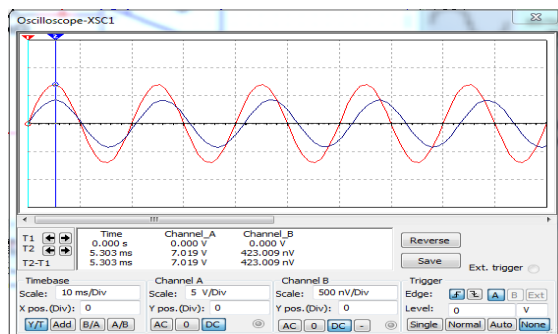 Oscilloscope-XSC1
1 2
T1 T2 T2-T1
Time Channel_A Channel_B
0.000 s 0.000 V 0.000 V
5.303 ms 7.019 V 423.009 nV
5.303 ms 7.019 V 423.009 nV
Reverse
Save
Ext. trigger
Timebase Channel A Channel B Trigger
Scale: 10 ms/Div Scale: 5 V/Div Scale: 500 nV/Div Edge: A B Ext
X pos.(Div): 0 Y pos.(Div): 0 Y pos.(Div): 0 Level: 0 V
Y/T Add B/A A/B AC 0 DC AC 0 DC - Single Normal Auto None